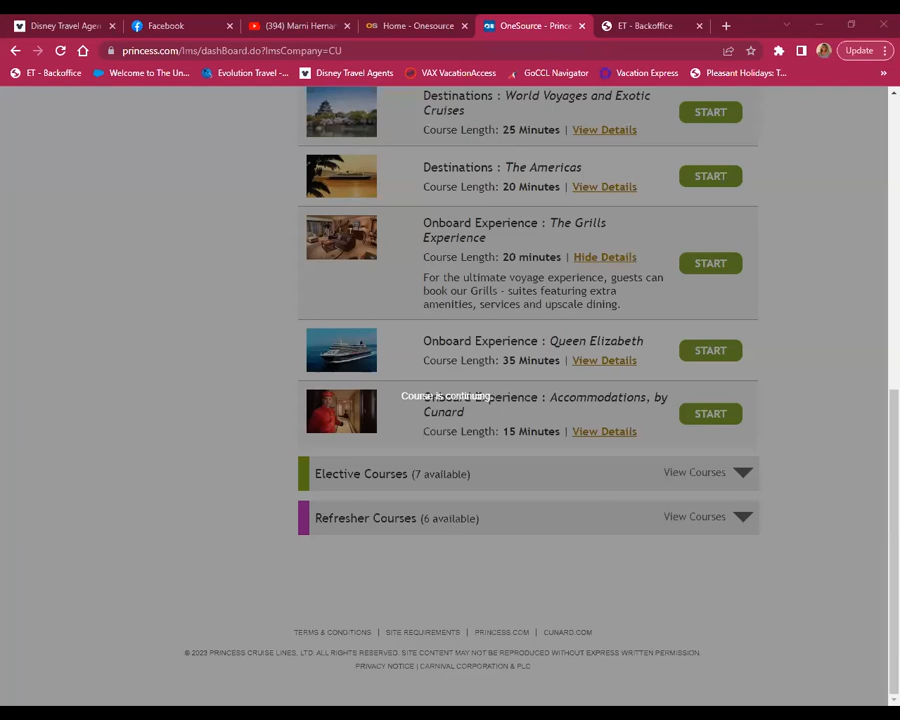 Disney Travel Agen
Facebook
(394) Marni Hernar
Home - Onesource
OneSource - Prince
ET - Backoffice
princess.com/lms/dashBoard.do?lmsCompany=CU
Update
ET - Backoffice
Welcome to The Un...
Evolution Travel -...
Disney Travel Agents
VAX VacationAccess
GoCCL Navigator
Vacation Express
Pleasant Holidays: T...
Destinations : World Voyages and Exotic
Cruises
Course Length: 25 Minutes | View Details
START
Destinations : The Americas
Course Length: 20 Minutes | View Details
START
Onboard Experience : The Grills
Experience
Course Length: 20 minutes | Hide Details
For the ultimate voyage experience, guests can
book our Grills - suites featuring extra
amenities, services and upscale dining.
START
Onboard Experience : Queen Elizabeth
Course Length: 35 Minutes | View Details
START
Course is continuing.
Onboard Experience : Accommodations, by
Cunard
Course Length: 15 Minutes | View Details
START
Elective Courses (7 available)
View Courses
Refresher Courses (6 available)
View Courses
TERMS & CONDITIONS | SITE REQUIREMENTS | PRINCESS.COM | CUNARD.COM
© 2023 PRINCESS CRUISE LINES, LTD. ALL RIGHTS RESERVED. SITE CONTENT MAY NOT BE REPRODUCED WITHOUT EXPRESS WRITTEN PERMISSION.
PRIVACY NOTICE | CARNIVAL CORPORATION & PLC